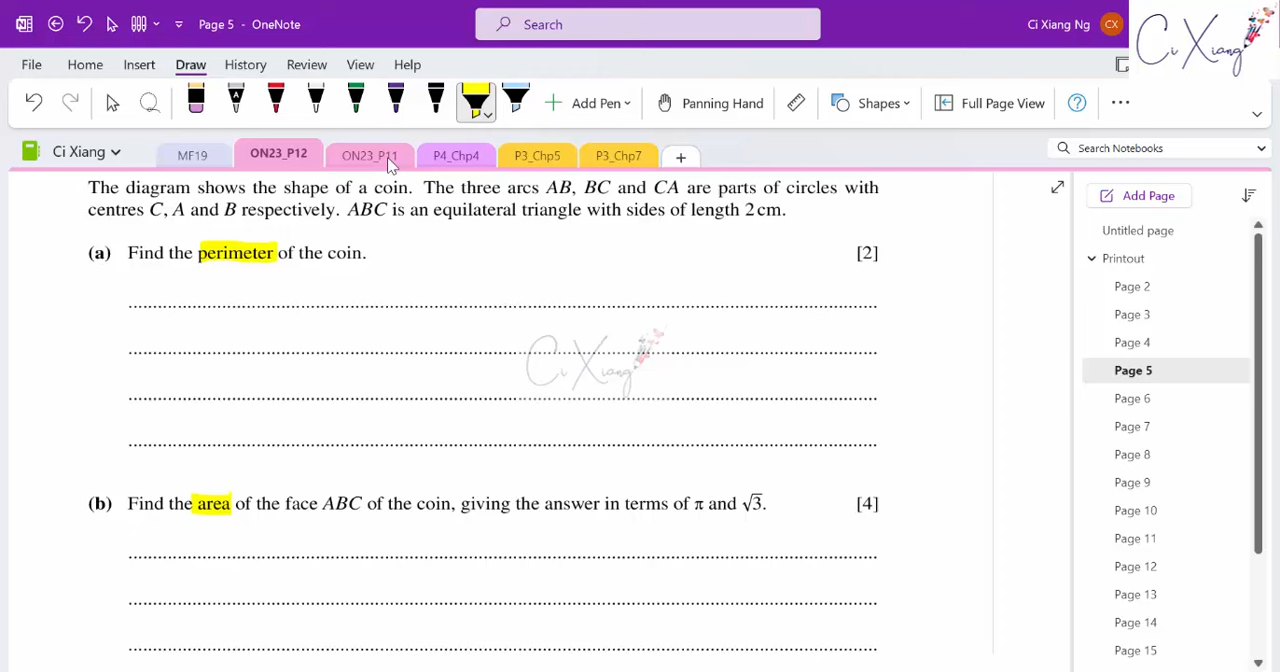 Page 5 - OneNote
Search
Ci Xiang Ng
CX
Ci Xiang
File Home Insert Draw History Review View Help
Add Pen
Panning Hand
Shapes
Full Page View
Ci Xiang
MF19
ON23_P12
ON23_P11
P4_Chp4
P3_Chp5
P3_Chp7
Search Notebooks
The diagram shows the shape of a coin. The three arcs AB, BC and CA are parts of circles with
centres C, A and B respectively. ABC is an equilateral triangle with sides of length 2 cm.
(a) Find the perimeter of the coin. [2]
Ci Xiang
(b) Find the area of the face ABC of the coin, giving the answer in terms of π and √3. [4]
Add Page
Untitled page
Printout
Page 2
Page 3
Page 4
Page 5
Page 6
Page 7
Page 8
Page 9
Page 10
Page 11
Page 12
Page 13
Page 14
Page 15